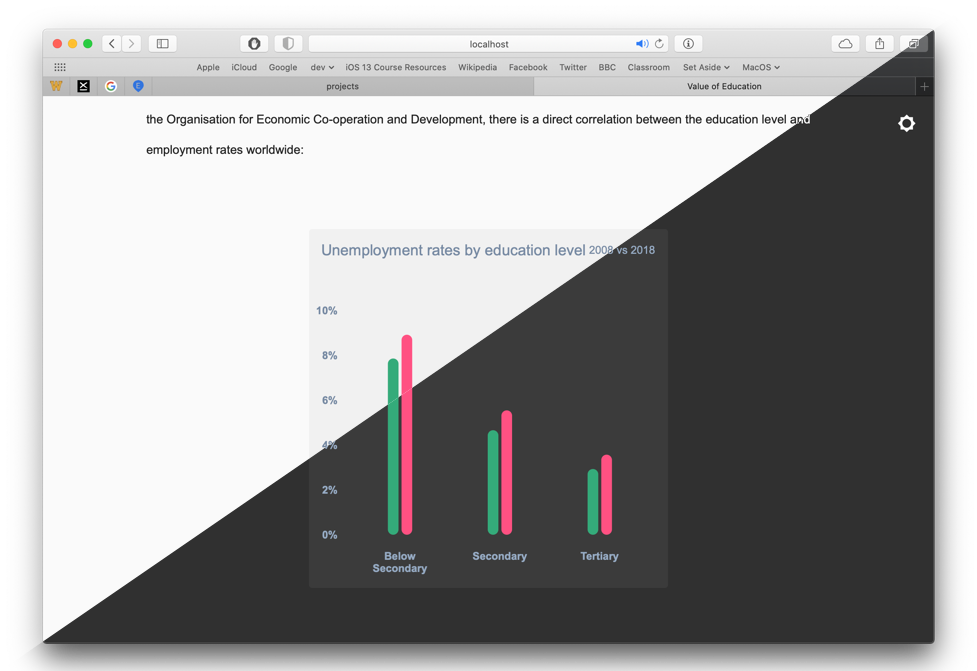 localhost
Apple iCloud Google dev iOS 13 Course Resources Wikipedia Facebook Twitter BBC Classroom Set Aside MacOS
projects Value of Education
the Organisation for Economic Co-operation and Development, there is a direct correlation between the education level and
employment rates worldwide:
Unemployment rates by education level 2008 vs 2018
10%
8%
6%
4%
2%
0%
Below Secondary Tertiary
Secondary